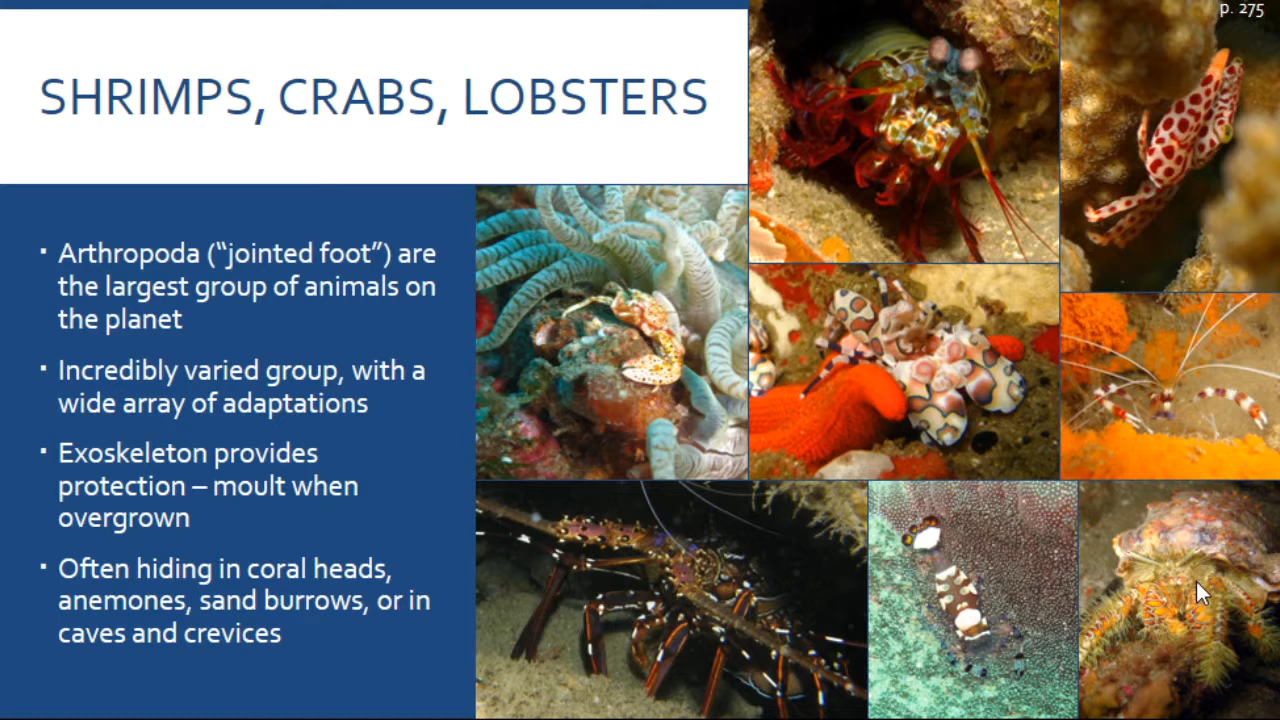 p. 275
SHRIMPS, CRABS, LOBSTERS
▪ Arthropoda (“jointed foot”) are
the largest group of animals on
the planet
▪ Incredibly varied group, with a
wide array of adaptations
▪ Exoskeleton provides
protection – moult when
overgrown
▪ Often hiding in coral heads,
anemones, sand burrows, or in
caves and crevices